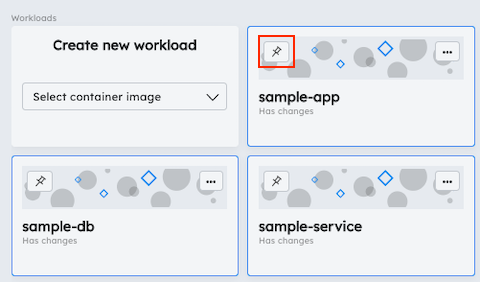 Workloads
Create new workload
Select container image
sample-app
Has changes
sample-db
Has changes
sample-service
Has changes